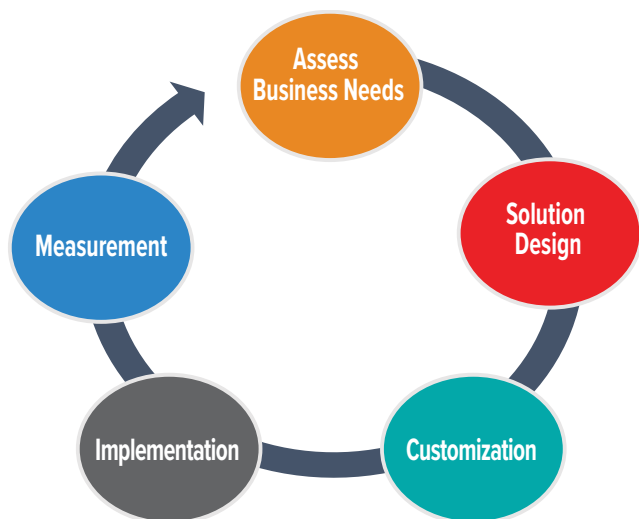 Assess
Business Needs
Solution
Design
Customization
Implementation
Measurement